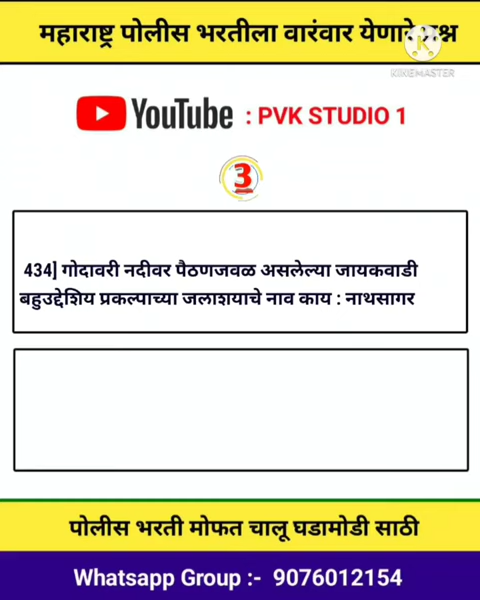 महाराष्ट्र पोलीस भरतीला वारंवार येणारे प्रश्न
KINEMASTER
YouTube : PVK STUDIO 1
3
434] गोदावरी नदीवर पैठणजवळ असलेल्या जायकवाडी
बहुउद्देशिय प्रकल्पाच्या जलाशयाचे नाव काय : नाथसागर
पोलीस भरती मोफत चालू घडामोडी साठी
Whatsapp Group :- 9076012154